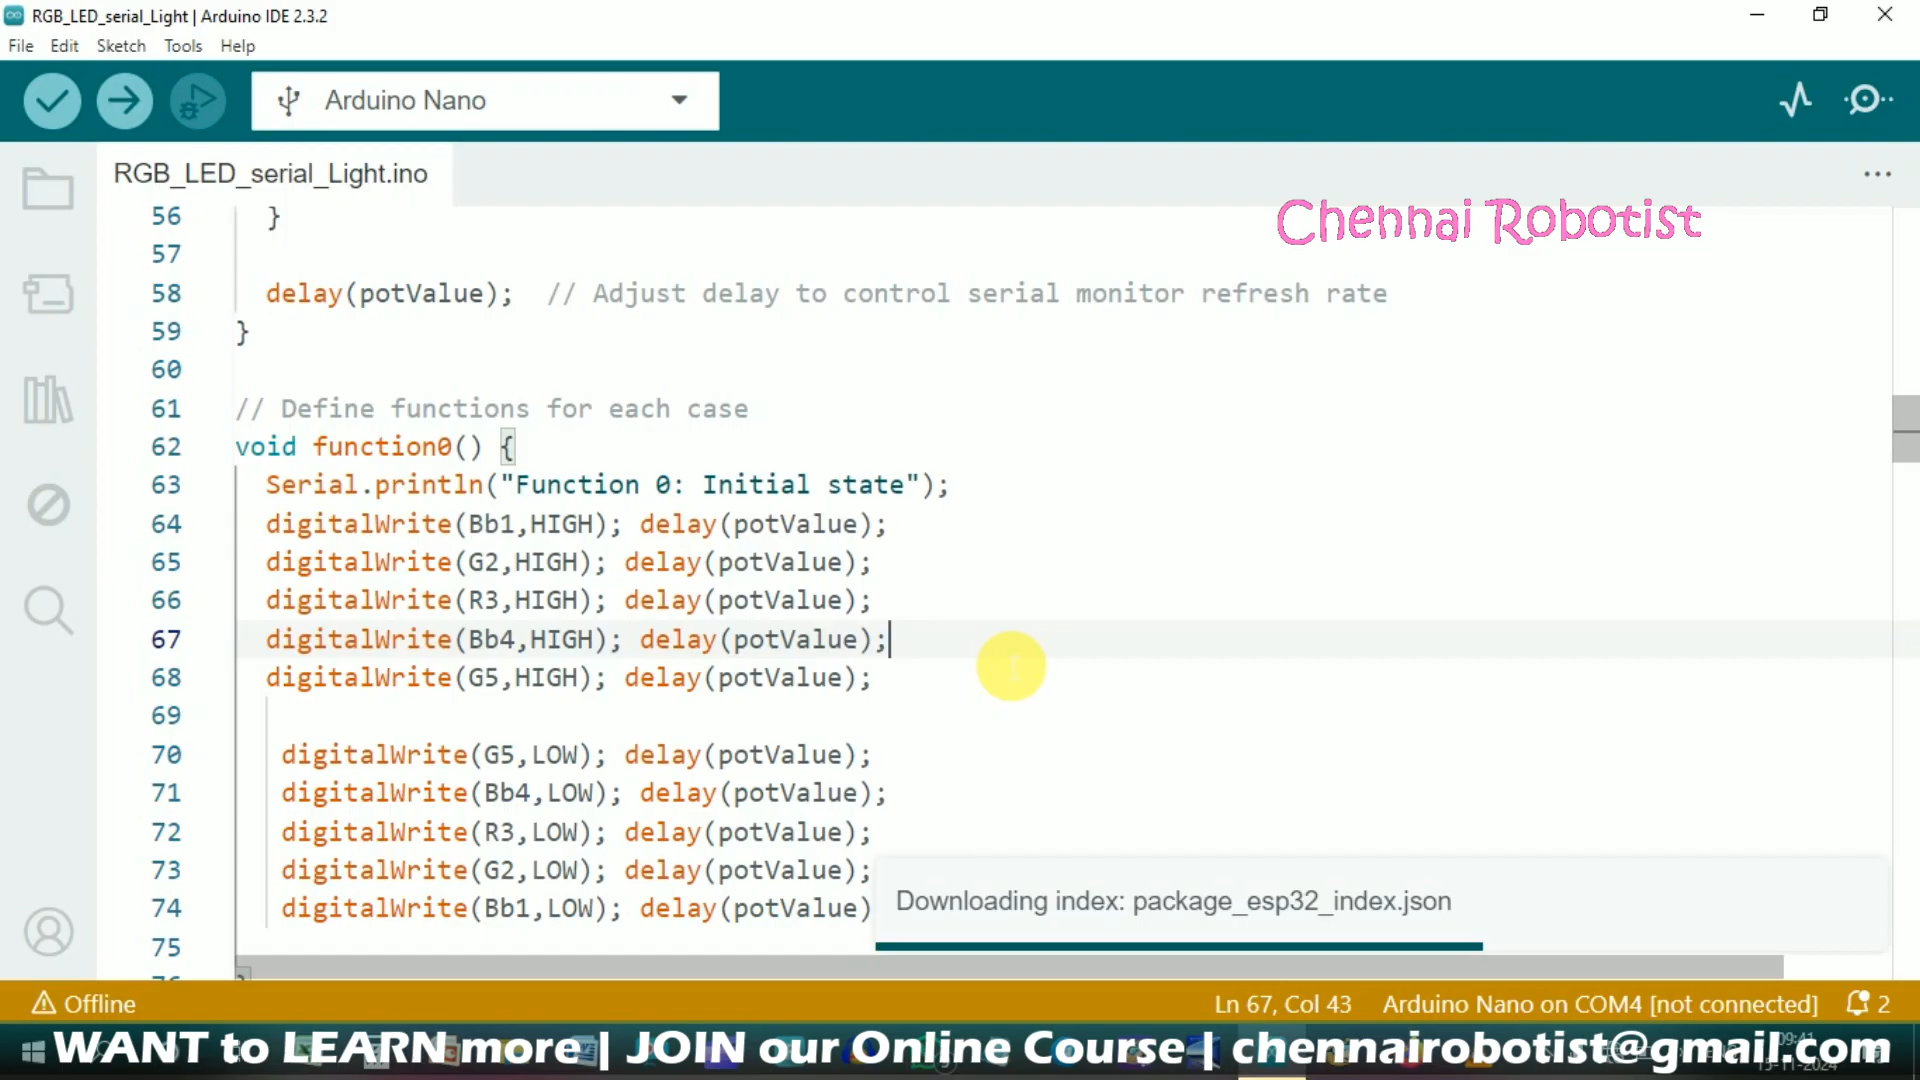 RGB_LED_serial_Light | Arduino IDE 2.3.2
File Edit Sketch Tools Help
Arduino Nano
RGB_LED_serial_Light.ino
Chennai Robotist
56 }
57
58 delay(potValue); // Adjust delay to control serial monitor refresh rate
59 }
60
61 // Define functions for each case
62 void function0() {
63 Serial.println("Function 0: Initial state");
64 digitalWrite(Bb1,HIGH); delay(potValue);
65 digitalWrite(G2,HIGH); delay(potValue);
66 digitalWrite(R3,HIGH); delay(potValue);
67 digitalWrite(Bb4,HIGH); delay(potValue);
68 digitalWrite(G5,HIGH); delay(potValue);
69
70 digitalWrite(G5,LOW); delay(potValue);
71 digitalWrite(Bb4,LOW); delay(potValue);
72 digitalWrite(R3,LOW); delay(potValue);
73 digitalWrite(G2,LOW); delay(potValue);
74 digitalWrite(Bb1,LOW); delay(potValue)
Downloading index: package_esp32_index.json
75
Offline
Ln 67, Col 43 Arduino Nano on COM4 [not connected] 2
WANT to LEARN more | JOIN our Online Course | chennairobotist@gmail.com
09:41
15-11-2024